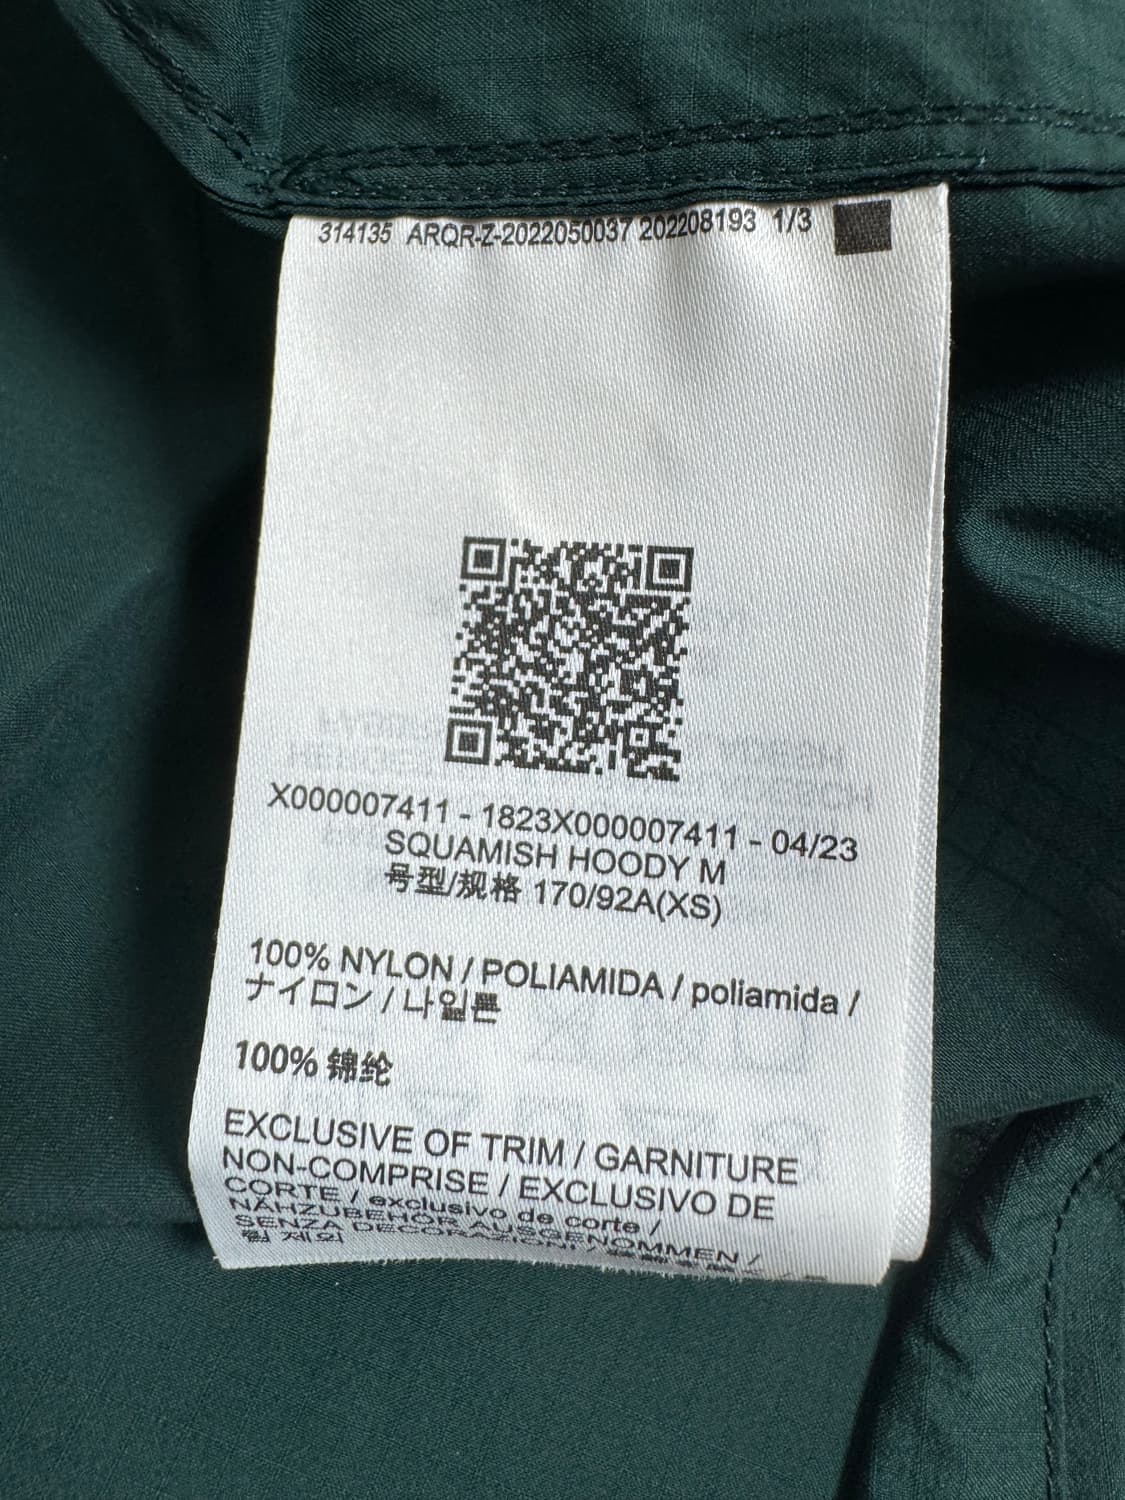 314135 ARQR-Z-2022050037 202208193 1/3
X000007411 - 1823X000007411 - 04/23
SQUAMISH HOODY M
号型/规格 170/92A(XS)
100% NYLON / POLIAMIDA / poliamida /
ナイロン / 나일론
100% 锦纶
EXCLUSIVE OF TRIM / GARNITURE
NON-COMPRISE / EXCLUSIVO DE
CORTE / exclusivo de corte /
NÄHZUBEHÖR AUSGENOMMEN /
SENZA DECORAZIONI /
제외